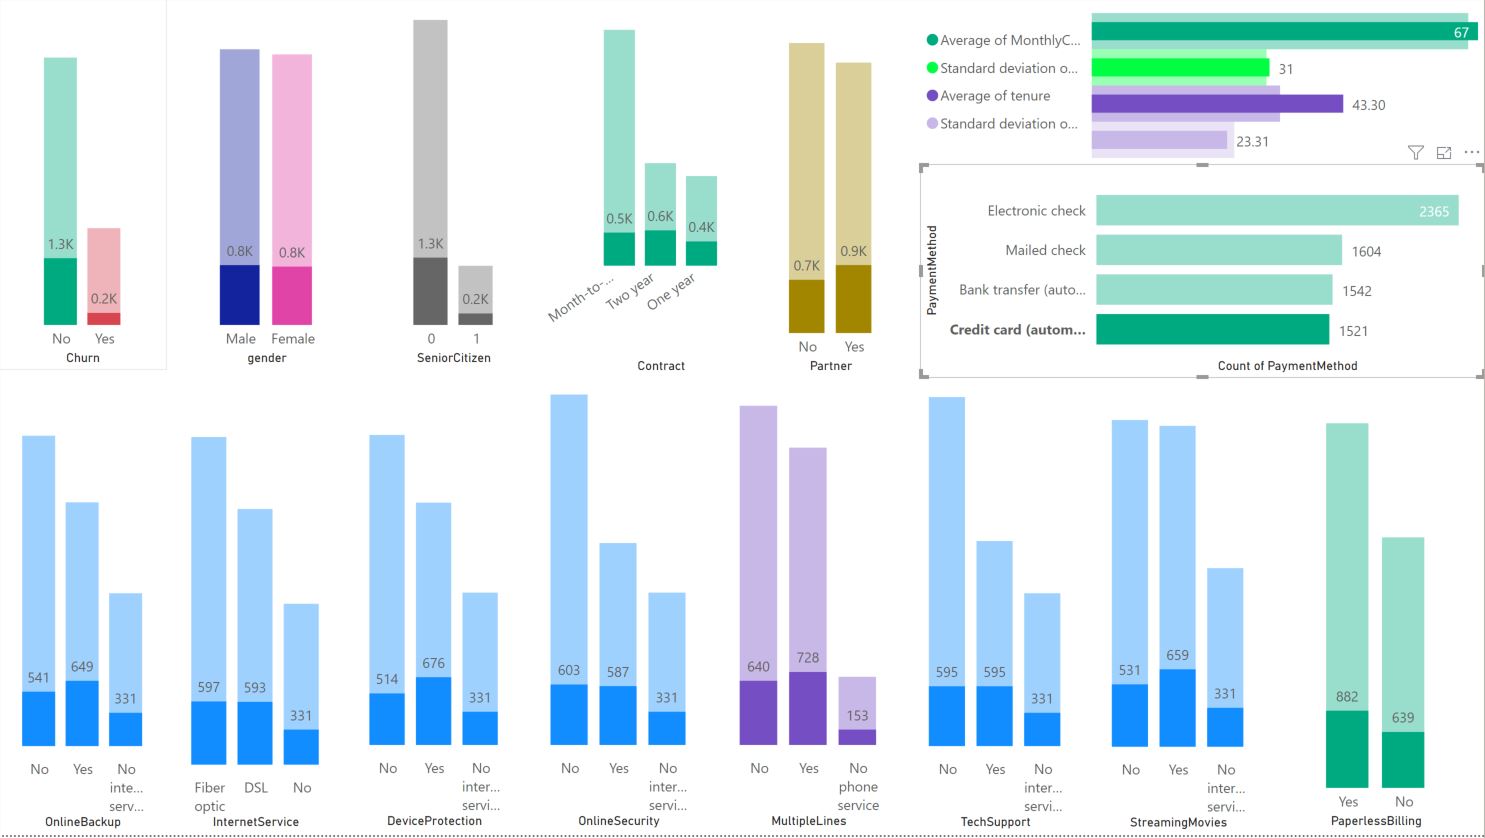 1.3K
0.2K
No Yes
Churn
0.8K 0.8K
Male Female
gender
1.3K
0.2K
0 1
SeniorCitizen
0.5K 0.6K 0.4K
Month-to-... Two year One year
Contract
0.7K 0.9K
No Yes
Partner
Average of MonthlyC... 67
Standard deviation o... 31
Average of tenure 43.30
Standard deviation o... 23.31
PaymentMethod
Electronic check 2365
Mailed check 1604
Bank transfer (auto... 1542
Credit card (autom... 1521
Count of PaymentMethod
541 649 331
No Yes No
inte...
serv...
OnlineBackup
597 593 331
Fiber DSL No
optic
InternetService
514 676 331
No Yes No
inter...
servi...
DeviceProtection
603 587 331
No Yes No
inter...
servi...
OnlineSecurity
640 728 153
No Yes No
phone
service
MultipleLines
595 595 331
No Yes No
inter...
servi...
TechSupport
531 659 331
No Yes No
inter...
servi...
StreamingMovies
882 639
Yes No
PaperlessBilling